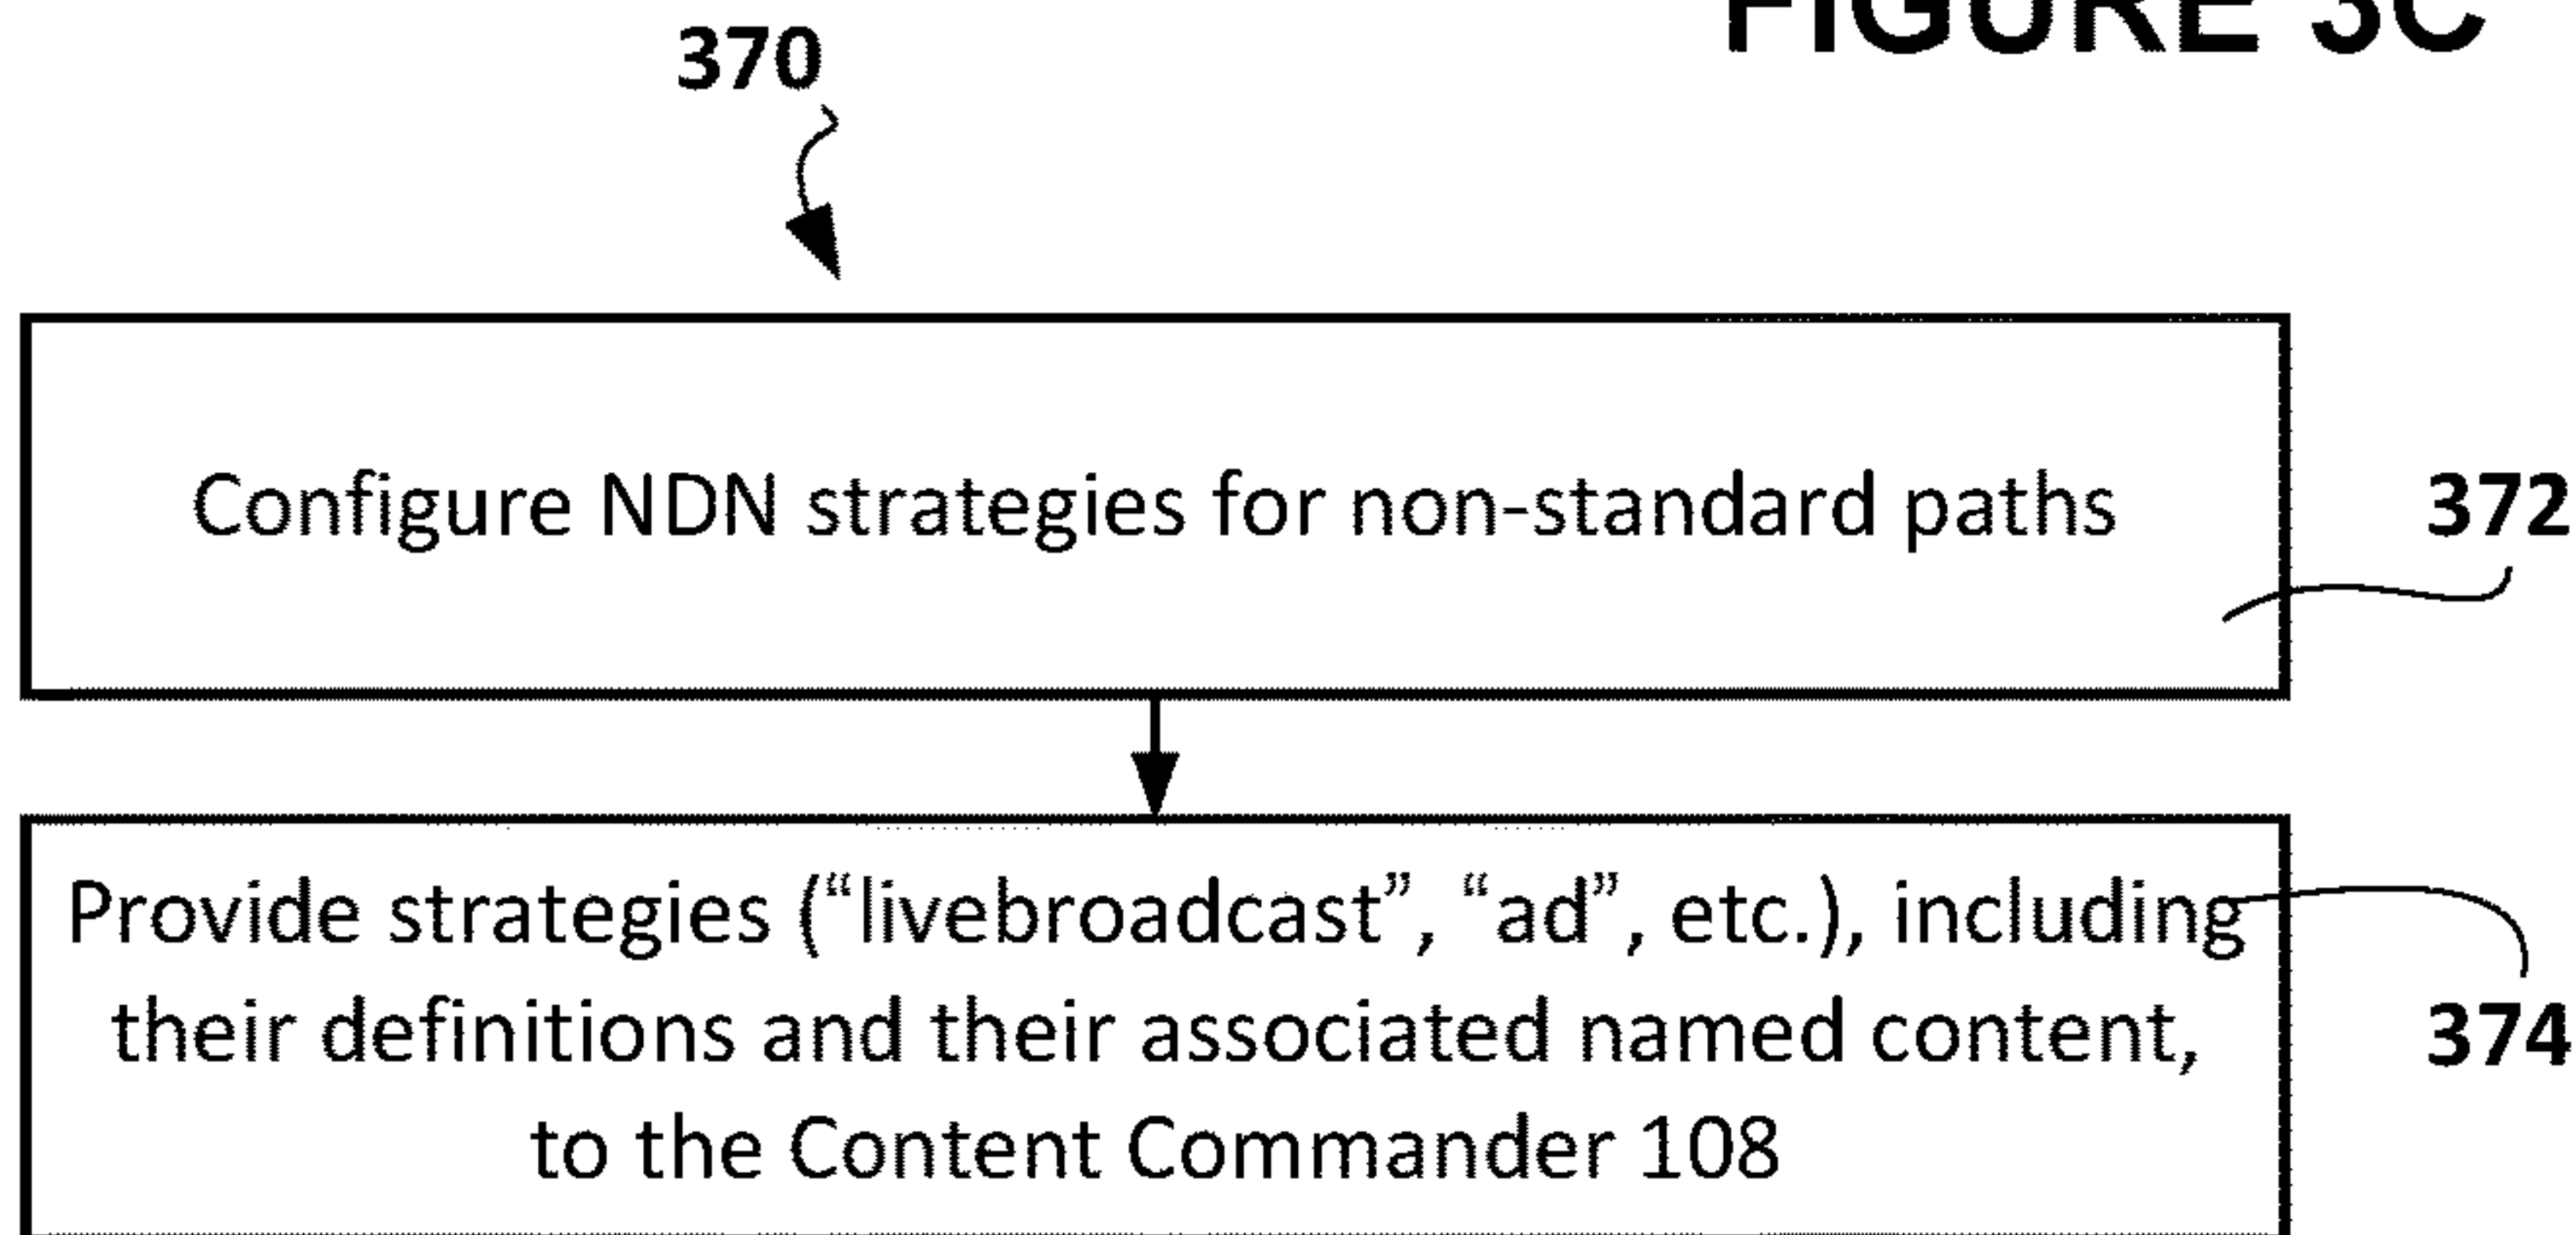 FIGURE 3C
370
Configure NDN strategies for non-standard paths
372
Provide strategies (“livebroadcast”, “ad”, etc.), including
their definitions and their associated named content,
to the Content Commander 108
374